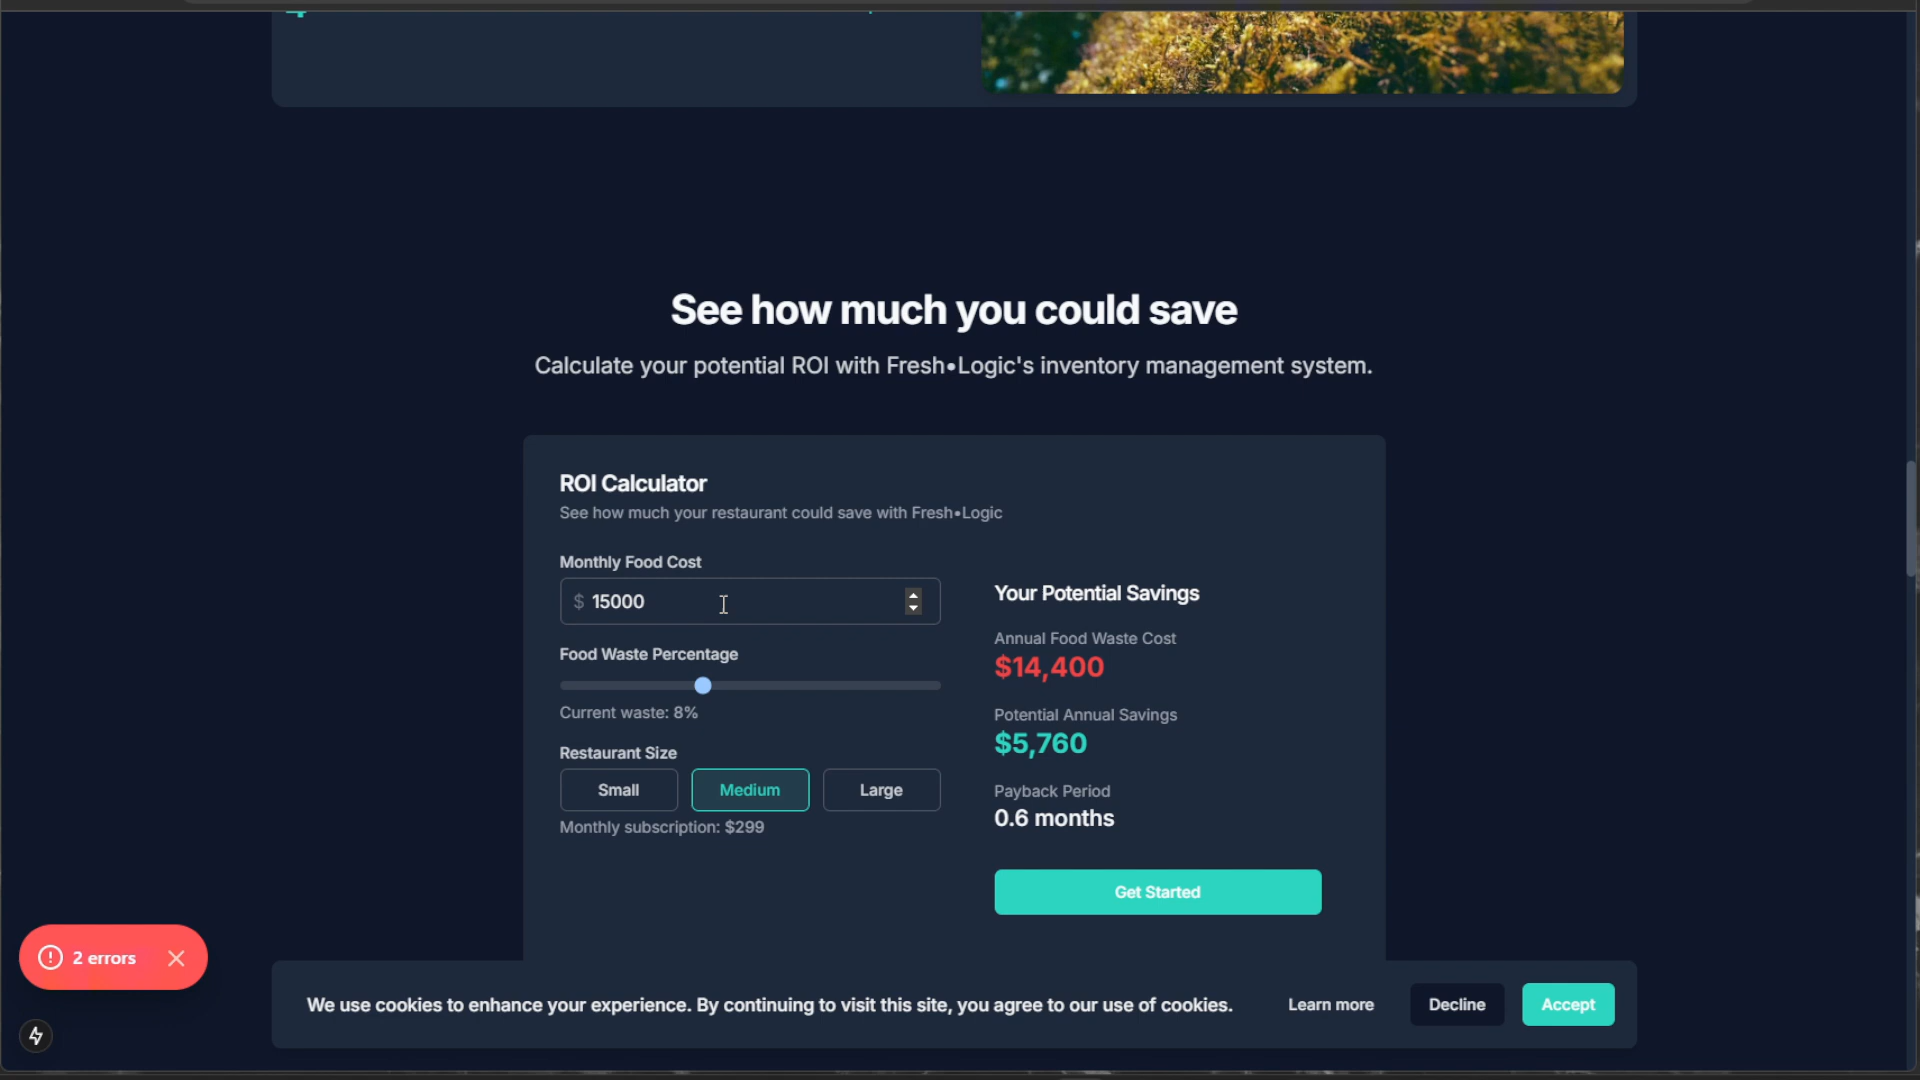 See how much you could save
Calculate your potential ROI with Fresh•Logic's inventory management system.
ROI Calculator
See how much your restaurant could save with Fresh•Logic
Monthly Food Cost
$ 15000
Food Waste Percentage
Current waste: 8%
Restaurant Size
Small
Medium
Large
Monthly subscription: $299
Your Potential Savings
Annual Food Waste Cost
$14,400
Potential Annual Savings
$5,760
Payback Period
0.6 months
Get Started
2 errors
We use cookies to enhance your experience. By continuing to visit this site, you agree to our use of cookies.
Learn more
Decline
Accept